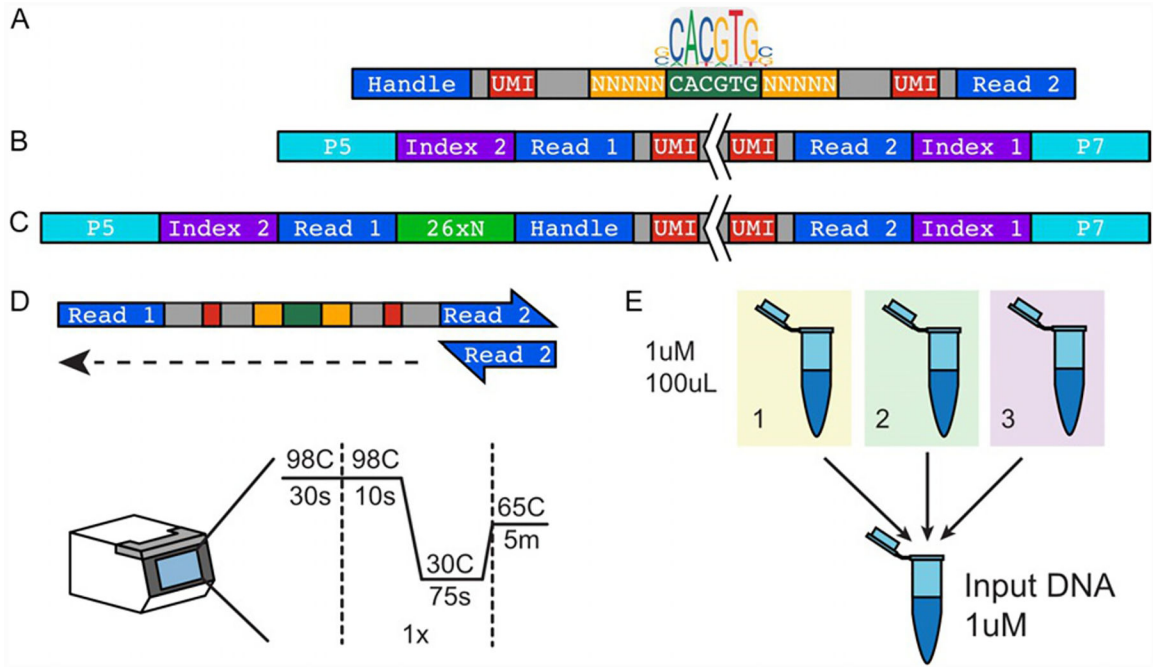 A
CACGTG
Handle UMI NNNNN CACGTG NNNNN UMI Read 2
B
P5 Index 2 Read 1 UMI UMI Read 2 Index 1 P7
C
P5 Index 2 Read 1 26xN Handle UMI UMI Read 2 Index 1 P7
D
Read 1 Read 2
Read 2
98C 98C
30s 10s
65C
5m
30C
75s
1x
E
1uM
100uL
1 2 3
Input DNA
1uM